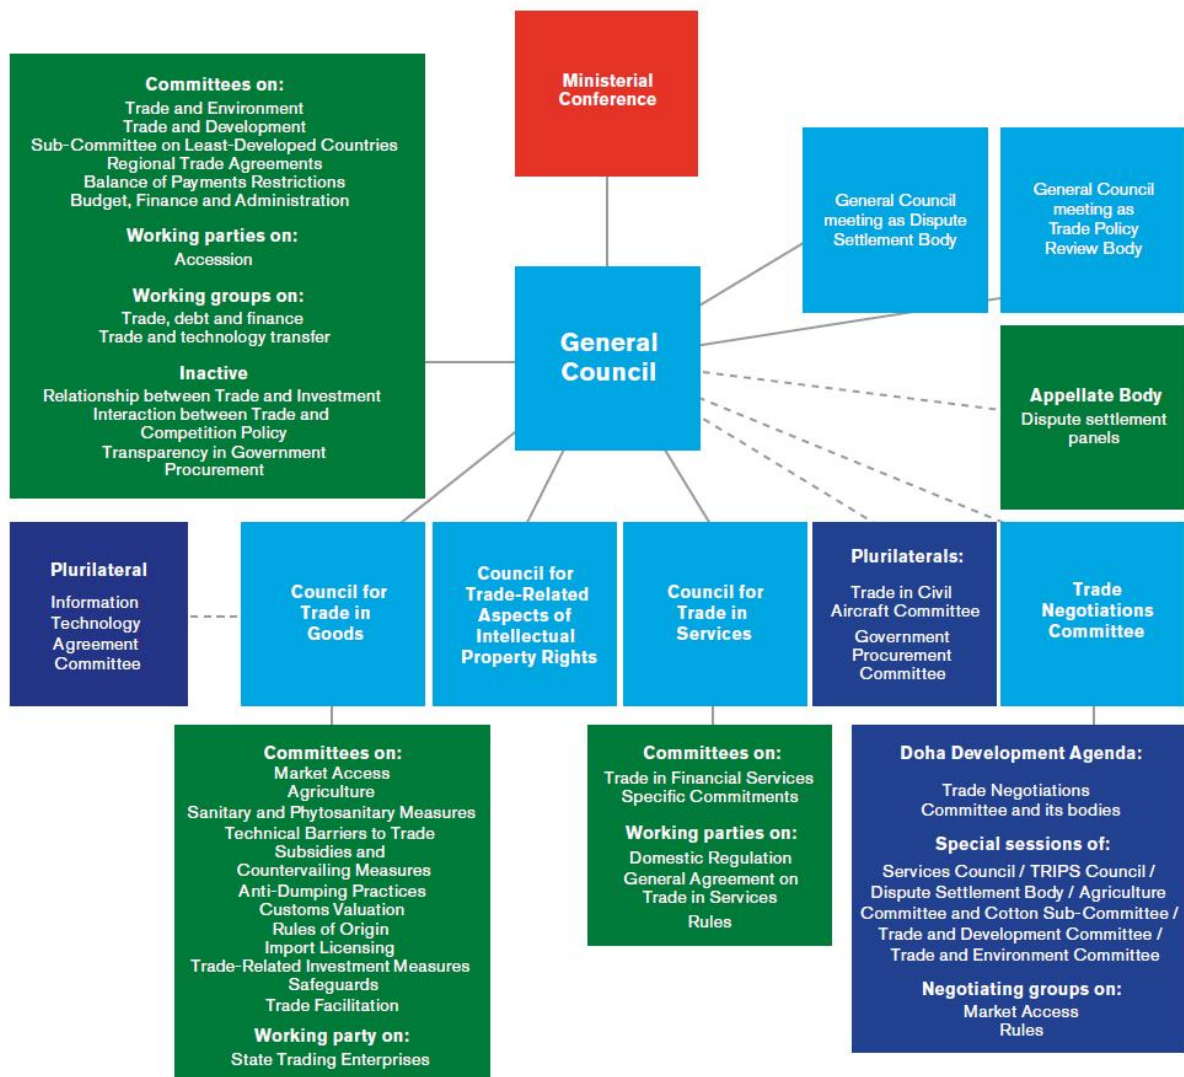 Ministerial
Conference
Committees on:
Trade and Environment
Trade and Development
Sub-Committee on Least-Developed Countries
Regional Trade Agreements
Balance of Payments Restrictions
Budget, Finance and Administration
Working parties on:
Accession
Working groups on:
Trade, debt and finance
Trade and technology transfer
Inactive
Relationship between Trade and Investment
Interaction between Trade and
Competition Policy
Transparency in Government
Procurement
General Council
meeting as Dispute
Settlement Body
General Council
meeting as
Trade Policy
Review Body
General
Council
Appellate Body
Dispute settlement
panels
Plurilateral
Information
Technology
Agreement
Committee
Council for
Trade in
Goods
Council for
Trade-Related
Aspects of
Intellectual
Property Rights
Council for
Trade in
Services
Plurilaterals:
Trade in Civil
Aircraft Committee
Government
Procurement
Committee
Trade
Negotiations
Committee
Committees on:
Market Access
Agriculture
Sanitary and Phytosanitary Measures
Technical Barriers to Trade
Subsidies and
Countervailing Measures
Anti-Dumping Practices
Customs Valuation
Rules of Origin
Import Licensing
Trade-Related Investment Measures
Safeguards
Trade Facilitation
Working party on:
State Trading Enterprises
Committees on:
Trade in Financial Services
Specific Commitments
Working parties on:
Domestic Regulation
General Agreement on
Trade in Services
Rules
Doha Development Agenda:
Trade Negotiations
Committee and its bodies
Special sessions of:
Services Council / TRIPS Council /
Dispute Settlement Body / Agriculture
Committee and Cotton Sub-Committee /
Trade and Development Committee /
Trade and Environment Committee
Negotiating groups on:
Market Access
Rules